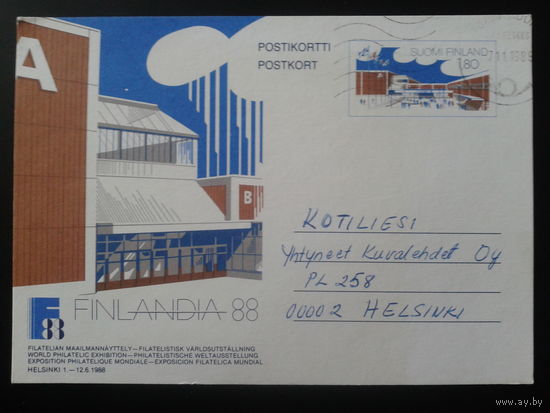 POSTIKORTTI
POSTKORT
SUOMI FINLAND
1,80
A
B
KOTILIESI
Yhtyneet Kuvalehdet Oy
PL 258
00002 HELSINKI
F
88
FINLANDIA 88
FILATELIAN MAAILMANNÄYTTELY—FILATELISTISK VÄRLDSUTSTÄLLNING
WORLD PHILATELIC EXHIBITION—PHILATELISTISCHE WELTAUSSTELLUNG
EXPOSITION PHILATELIQUE MONDIALE—EXPOSICION FILATELICA MUNDIAL
HELSINKI 1.—12.6.1988
www.ay.by